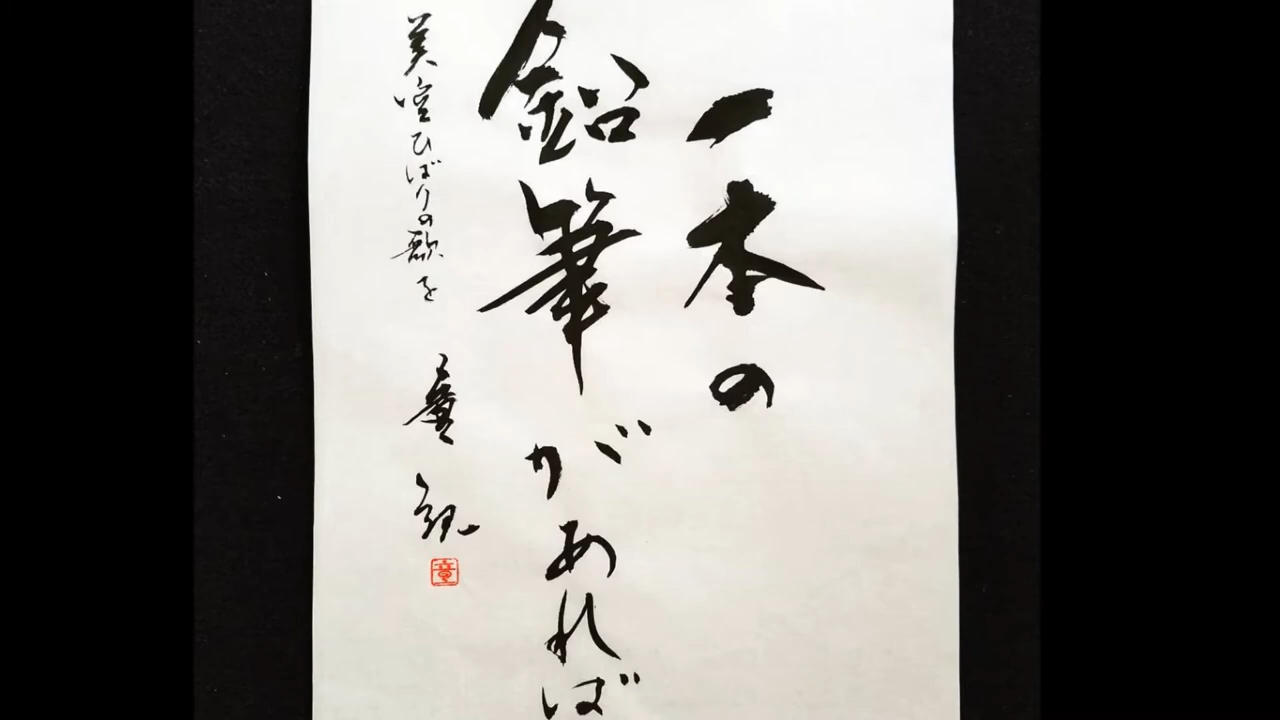 一本の
鉛筆があれば
美空ひばりの歌を